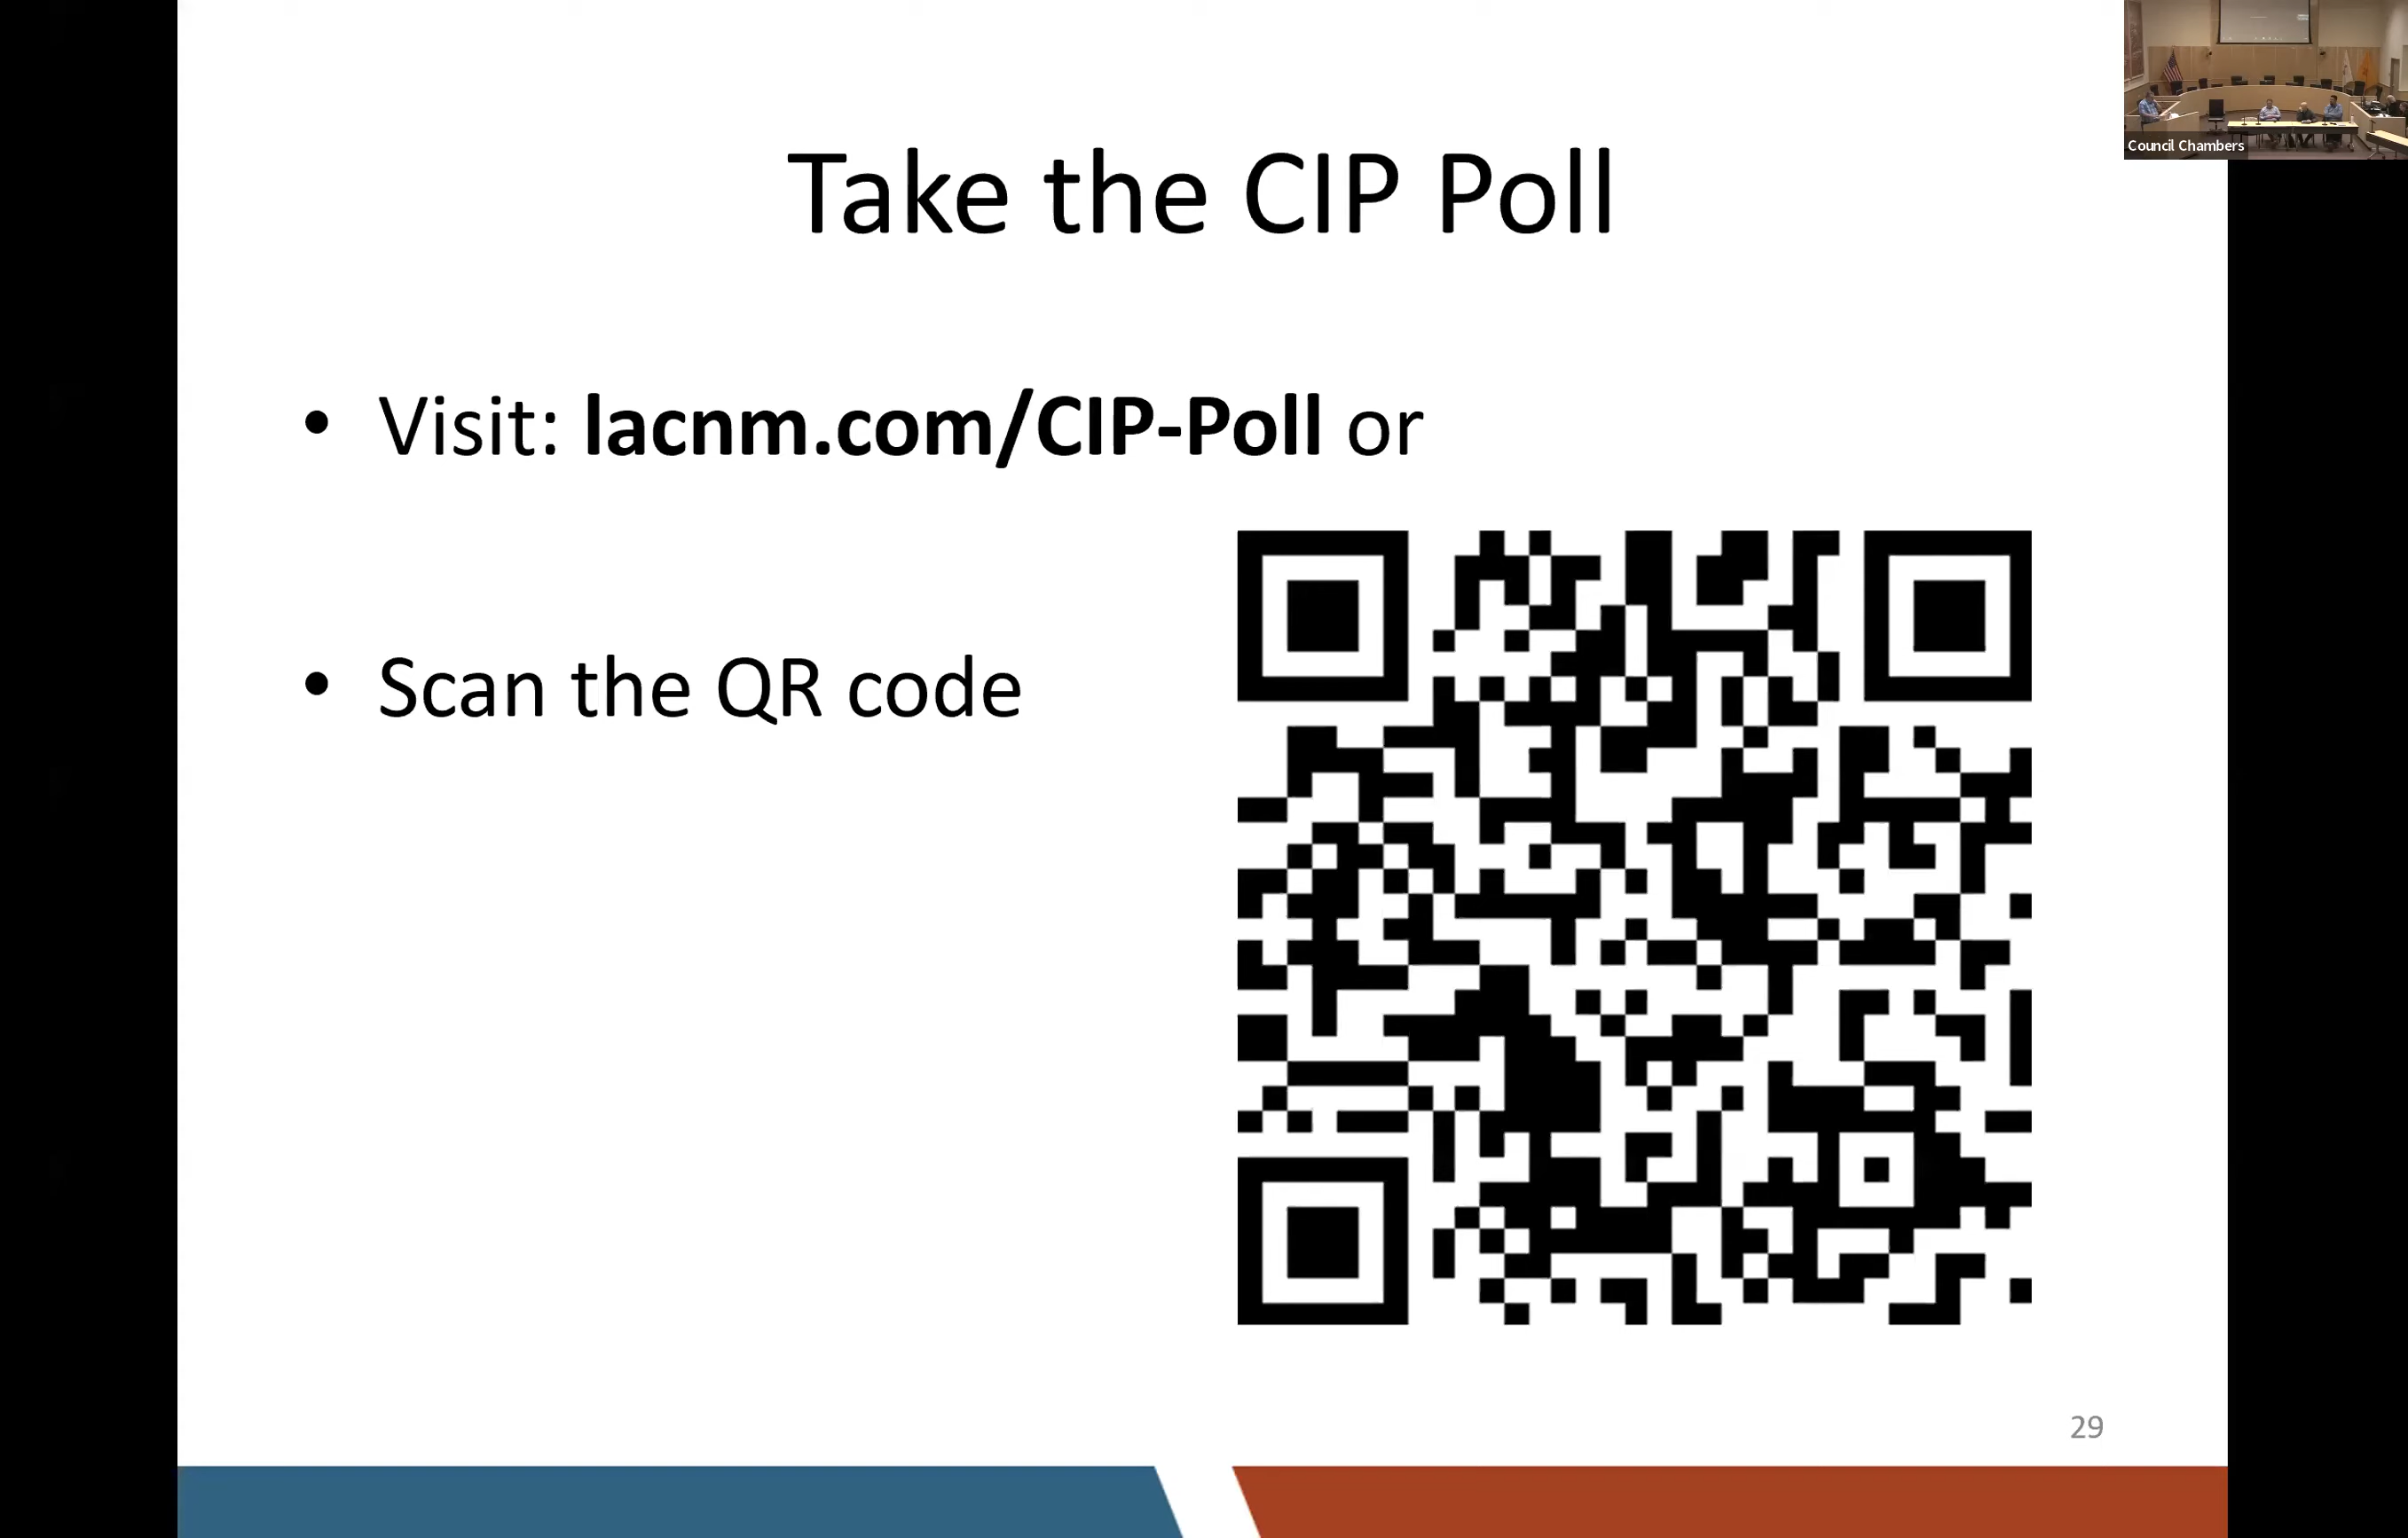 Council Chambers
Take the CIP Poll
• Visit: lacnm.com/CIP-Poll or
• Scan the QR code
29